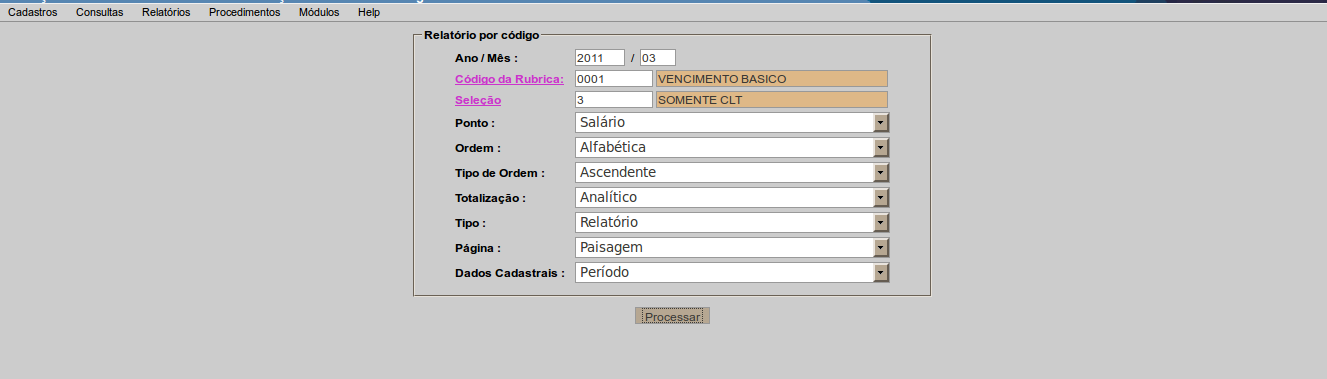 Cadastros Consultas Relatórios Procedimentos Módulos Help
Relatório por código
Ano / Mês : 2011 / 03
Código da Rubrica: 0001 VENCIMENTO BASICO
Seleção 3 SOMENTE CLT
Ponto : Salário
Ordem : Alfabética
Tipo de Ordem : Ascendente
Totalização : Analítico
Tipo : Relatório
Página : Paisagem
Dados Cadastrais : Período
Processar